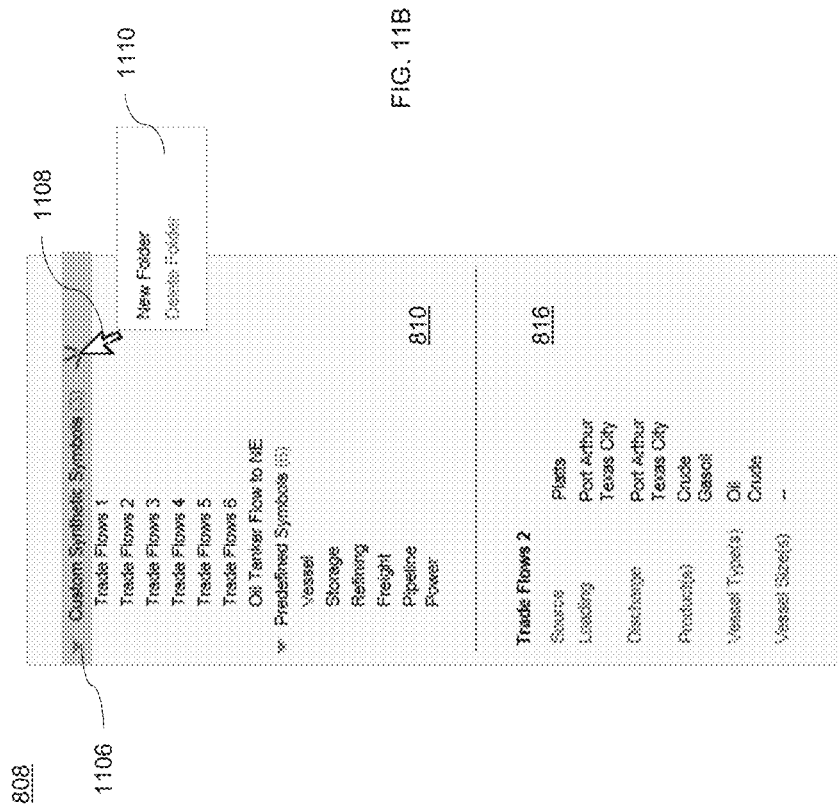 808
1106
1108
1110
Custom Synthetic Symbols
New Folder
Delete Folder
Trade Flows 1
Trade Flows 2
Trade Flows 3
Trade Flows 4
Trade Flows 5
Trade Flows 6
Oil Tanker Flow to NE
Predefined Symbols (6)
Vessel
Storage
Refining
Freight
Pipeline
Power
810
Trade Flows 2
816
Source Platts
Loading Port Arthur
Texas City
Discharge Port Arthur
Texas City
Product(s) Crude
Gasoil
Vessel Type(s) Oil
Crude
Vessel Size(s) --
FIG. 11B